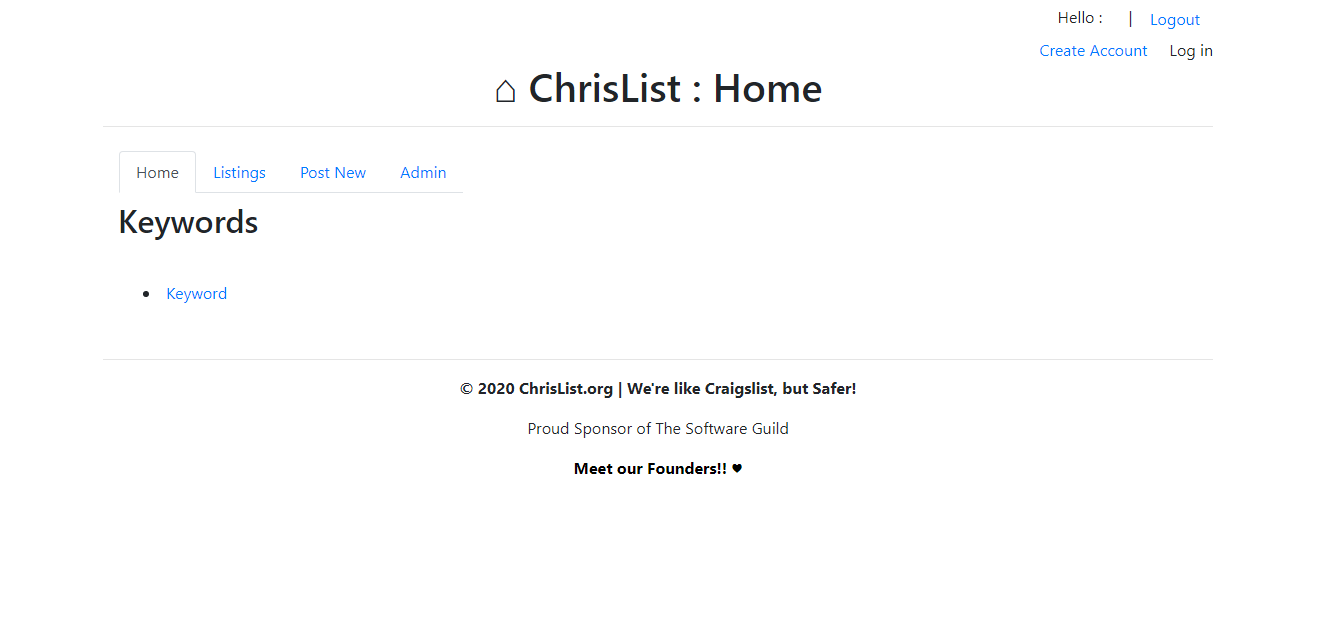 Hello : | Logout
Create Account Log in
⌂ ChrisList : Home
Home Listings Post New Admin
Keywords
• Keyword
© 2020 ChrisList.org | We're like Craigslist, but Safer!
Proud Sponsor of The Software Guild
Meet our Founders!! ♥